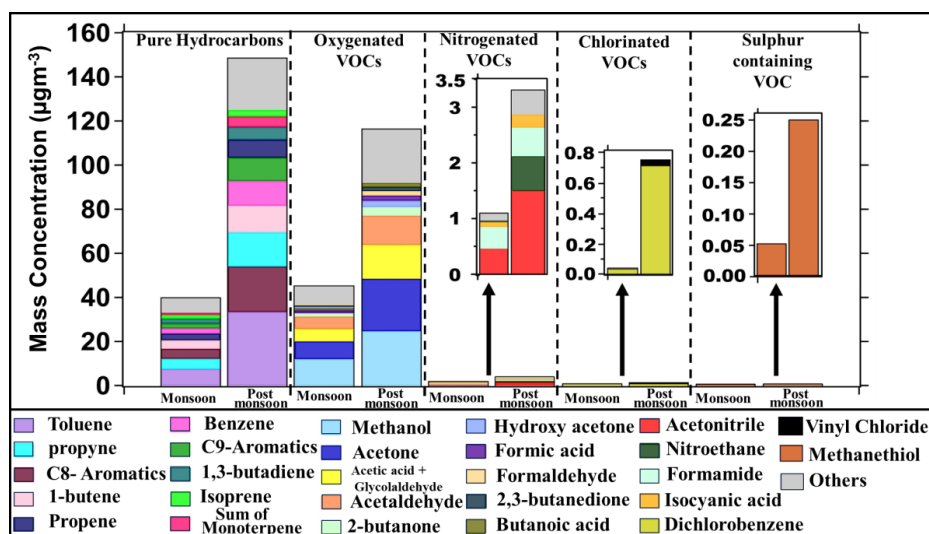 Mass Concentration (μgm-³)
160
140
120
100
80
60
40
20
0
Pure Hydrocarbons
Oxygenated
VOCs
Nitrogenated
VOCs
Chlorinated
VOCs
Sulphur
containing
VOC
3.5
3
2
1
0
0.8
0.6
0.4
0.2
0.0
0.25
0.20
0.15
0.10
0.05
0.00
Monsoon
Post
monsoon
Monsoon
Post
monsoon
Monsoon
Post
monsoon
Monsoon
Post
monsoon
Monsoon
Post
monsoon
Toluene
propyne
C8- Aromatics
1-butene
Propene
Benzene
C9-Aromatics
1,3-butadiene
Isoprene
Sum of
Monoterpene
Methanol
Acetone
Acetic acid +
Glycolaldehyde
Acetaldehyde
2-butanone
Hydroxy acetone
Formic acid
Formaldehyde
2,3-butanedione
Butanoic acid
Acetonitrile
Nitroethane
Formamide
Isocyanic acid
Dichlorobenzene
Vinyl Chloride
Methanethiol
Others